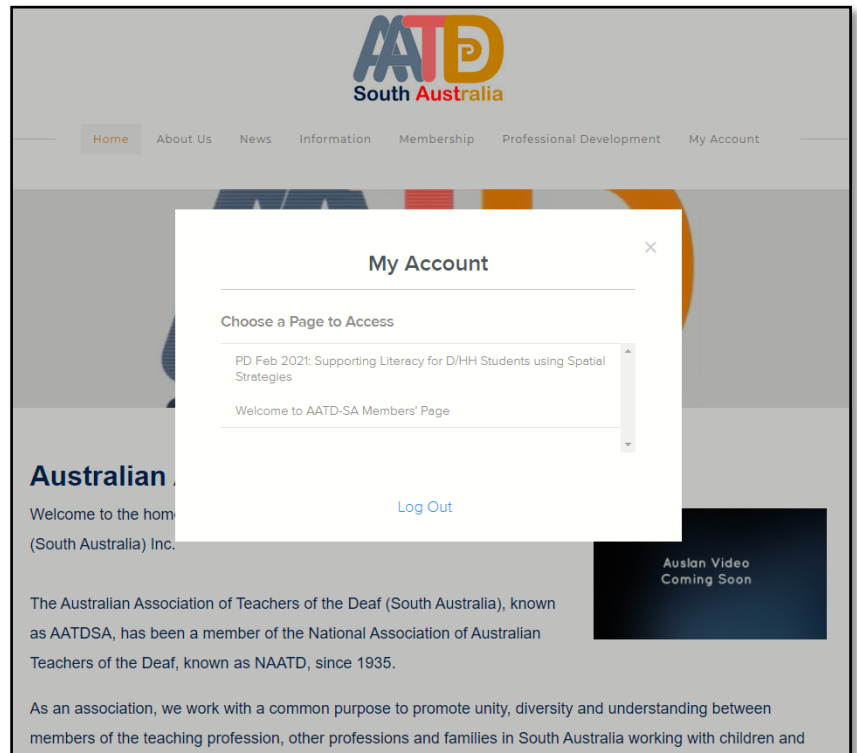 AATD
South Australia
Home About Us News Information Membership Professional Development My Account
My Account
×
Choose a Page to Access
PD Feb 2021: Supporting Literacy for D/HH Students using Spatial
Strategies
Welcome to AATD-SA Members' Page
Log Out
Australian
Welcome to the hom
(South Australia) Inc.
Auslan Video
Coming Soon
The Australian Association of Teachers of the Deaf (South Australia), known
as AATDSA, has been a member of the National Association of Australian
Teachers of the Deaf, known as NAATD, since 1935.
As an association, we work with a common purpose to promote unity, diversity and understanding between
members of the teaching profession, other professions and families in South Australia working with children and